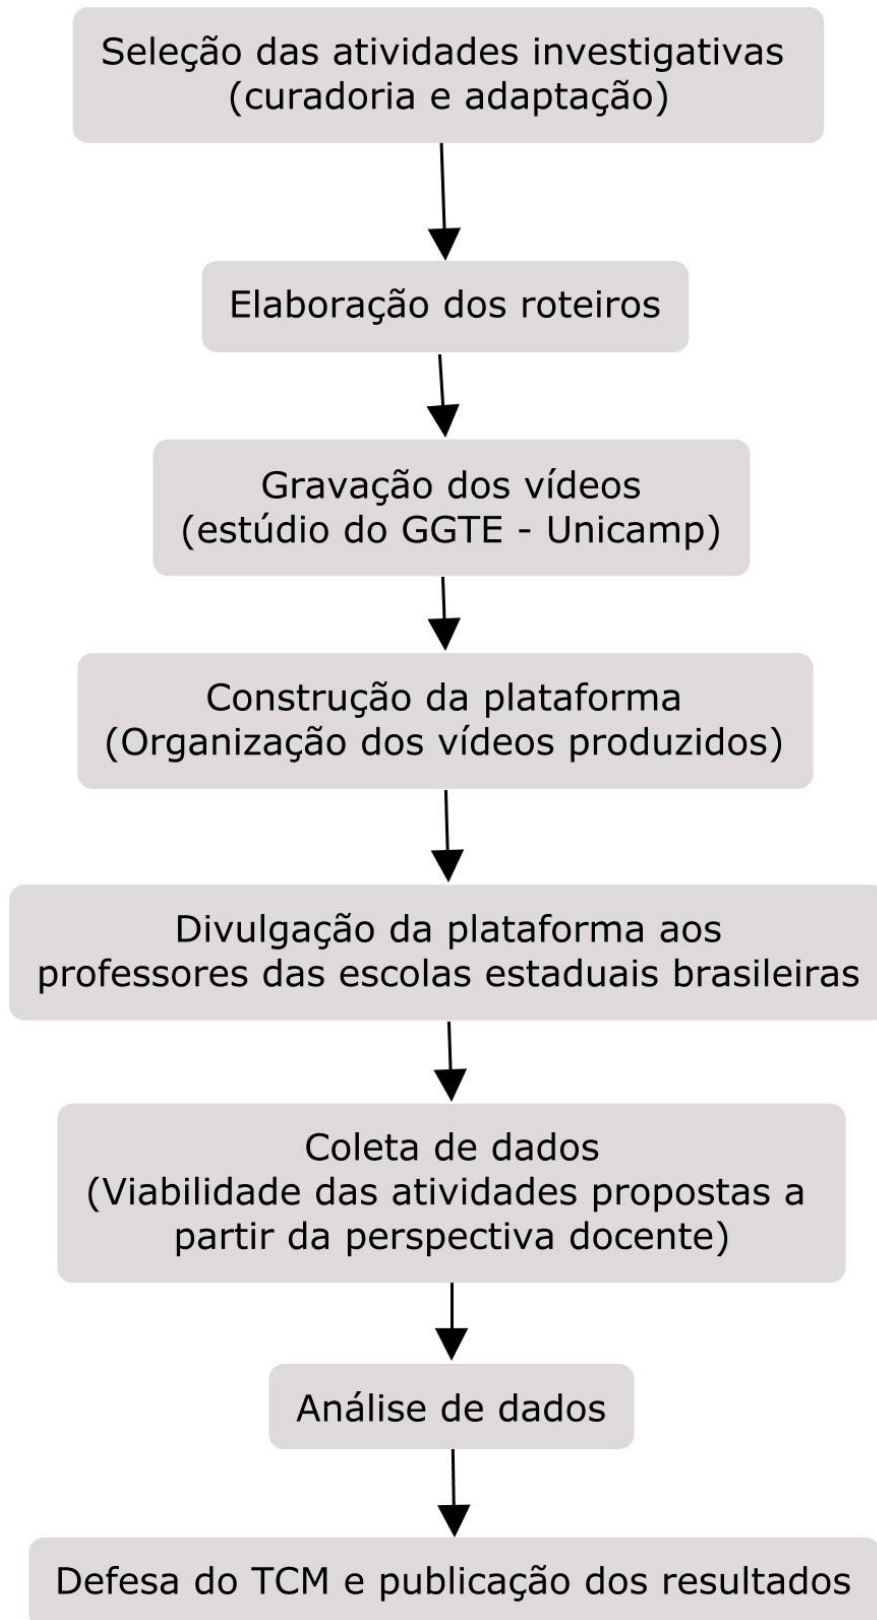 Seleção das atividades investigativas
(curadoria e adaptação)
Elaboração dos roteiros
Gravação dos vídeos
(estúdio do GGTE - Unicamp)
Construção da plataforma
(Organização dos vídeos produzidos)
Divulgação da plataforma aos
professores das escolas estaduais brasileiras
Coleta de dados
(Viabilidade das atividades propostas a
partir da perspectiva docente)
Análise de dados
Defesa do TCM e publicação dos resultados